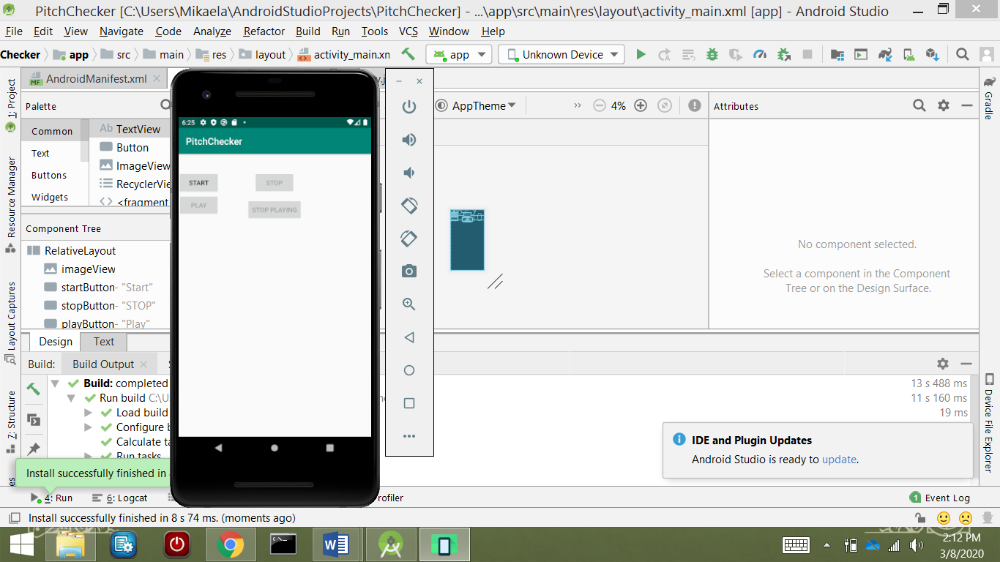 PitchChecker [C:\Users\Mikaela\AndroidStudioProjects\PitchChecker] - ...\app\src\main\res\layout\activity_main.xml [app] - Android Studio
File Edit View Navigate Code Analyze Refactor Build Run Tools VCS Window Help
Checker app src main res layout activity_main.xn app Unknown Device
AndroidManifest.xml
Palette
AppTheme 4% Attributes
Common
Text
Buttons
Widgets
Ab TextView
Button
ImageView
RecyclerVie
<fragment
Component Tree
RelativeLayout
imageView
startButton- "Start"
stopButton- "STOP"
playButton- "Play"
Design Text
6:25
PitchChecker
START STOP
PLAY STOP PLAYING
No component selected.
Select a component in the Component
Tree or on the Design Surface.
Build: Build Output
Build: completed 13 s 488 ms
Run build C:\U 11 s 160 ms
Load build 19 ms
Configure b
Calculate ta
Run tasks
IDE and Plugin Updates
Android Studio is ready to update.
Install successfully finished in
4: Run 6: Logcat rofiler 1 Event Log
Install successfully finished in 8 s 74 ms. (moments ago)
1: Project
Resource Manager
Layout Captures
7: Structure
Gradle
Device File Explorer
2:12 PM
3/8/2020